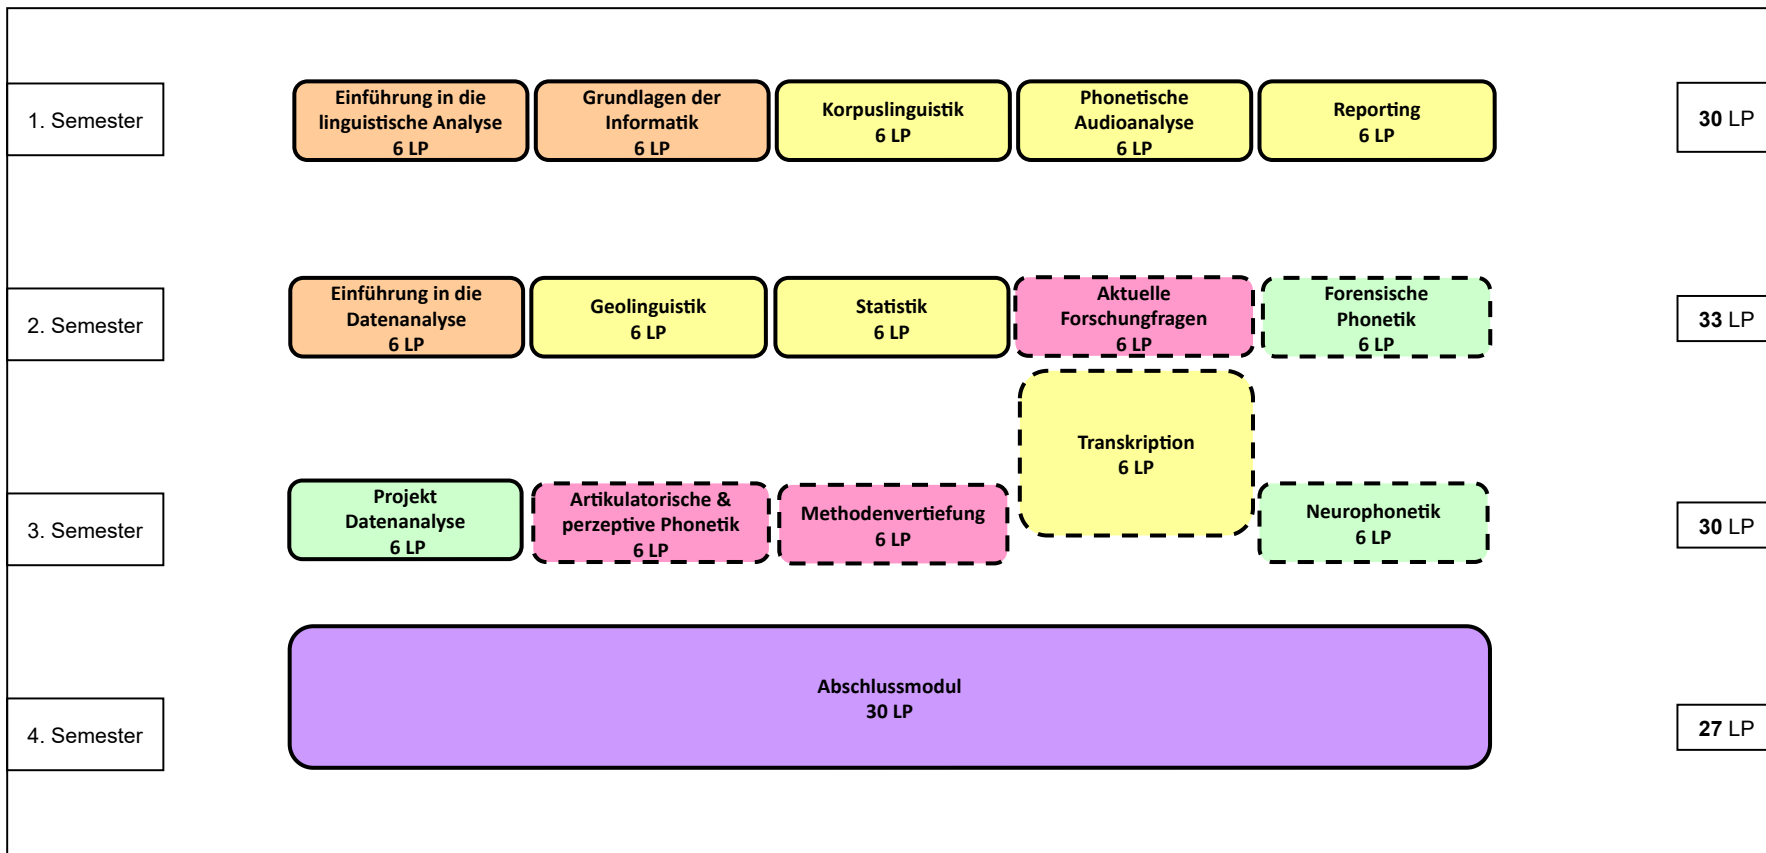 1. Semester
Einführung in die
linguistische Analyse
6 LP
Grundlagen der
Informatik
6 LP
Korpuslinguistik
6 LP
Phonetische
Audioanalyse
6 LP
Reporting
6 LP
30 LP
2. Semester
Einführung in die
Datenanalyse
6 LP
Geolinguistik
6 LP
Statistik
6 LP
Aktuelle
Forschungfragen
6 LP
Forensische
Phonetik
6 LP
33 LP
Transkription
6 LP
3. Semester
Projekt
Datenanalyse
6 LP
Artikulatorische &
perzeptive Phonetik
6 LP
Methodenvertiefung
6 LP
Neurophonetik
6 LP
30 LP
4. Semester
Abschlussmodul
30 LP
27 LP